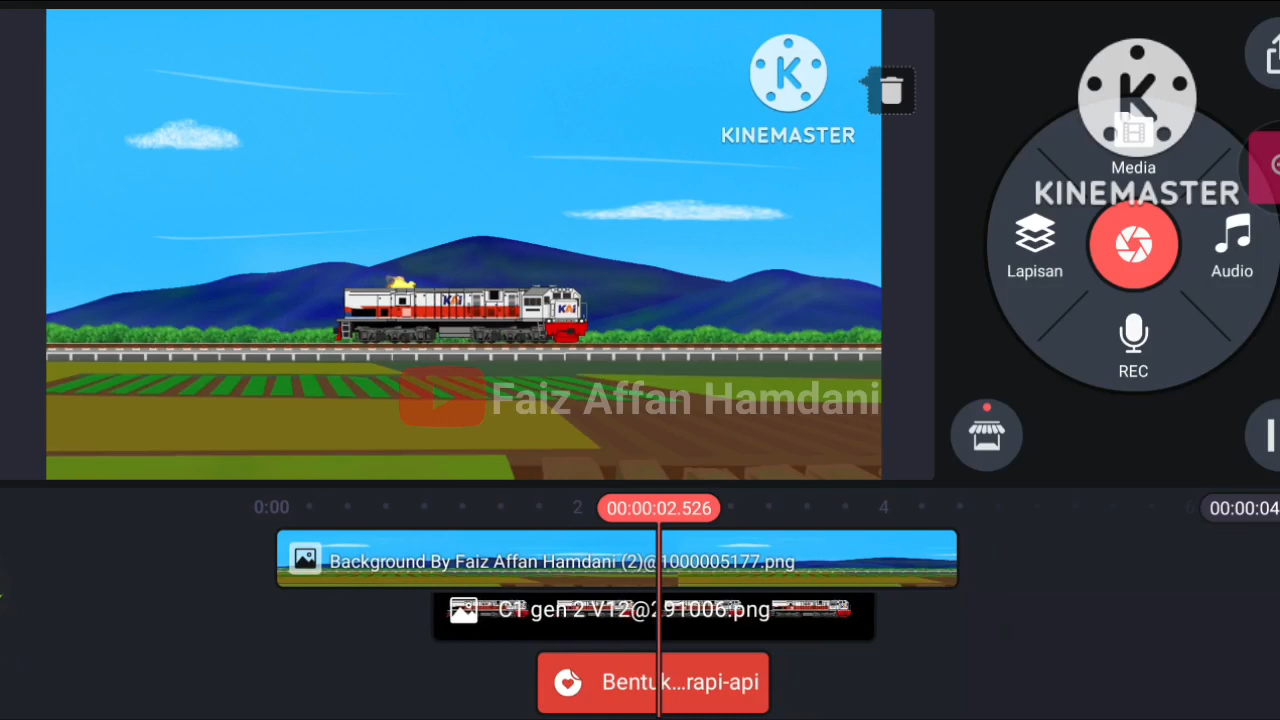 KINEMASTER
Media
KINEMASTER
Lapisan
Audio
REC
KAI
KAI
Faiz Affan Hamdani
0:00
2
00:00:02.526
4
6
00:00:04
Background By Faiz Affan Hamdani (2)@1000005177.png
C1 gen 2 V12@291006.png
Bentuk...rapi-api